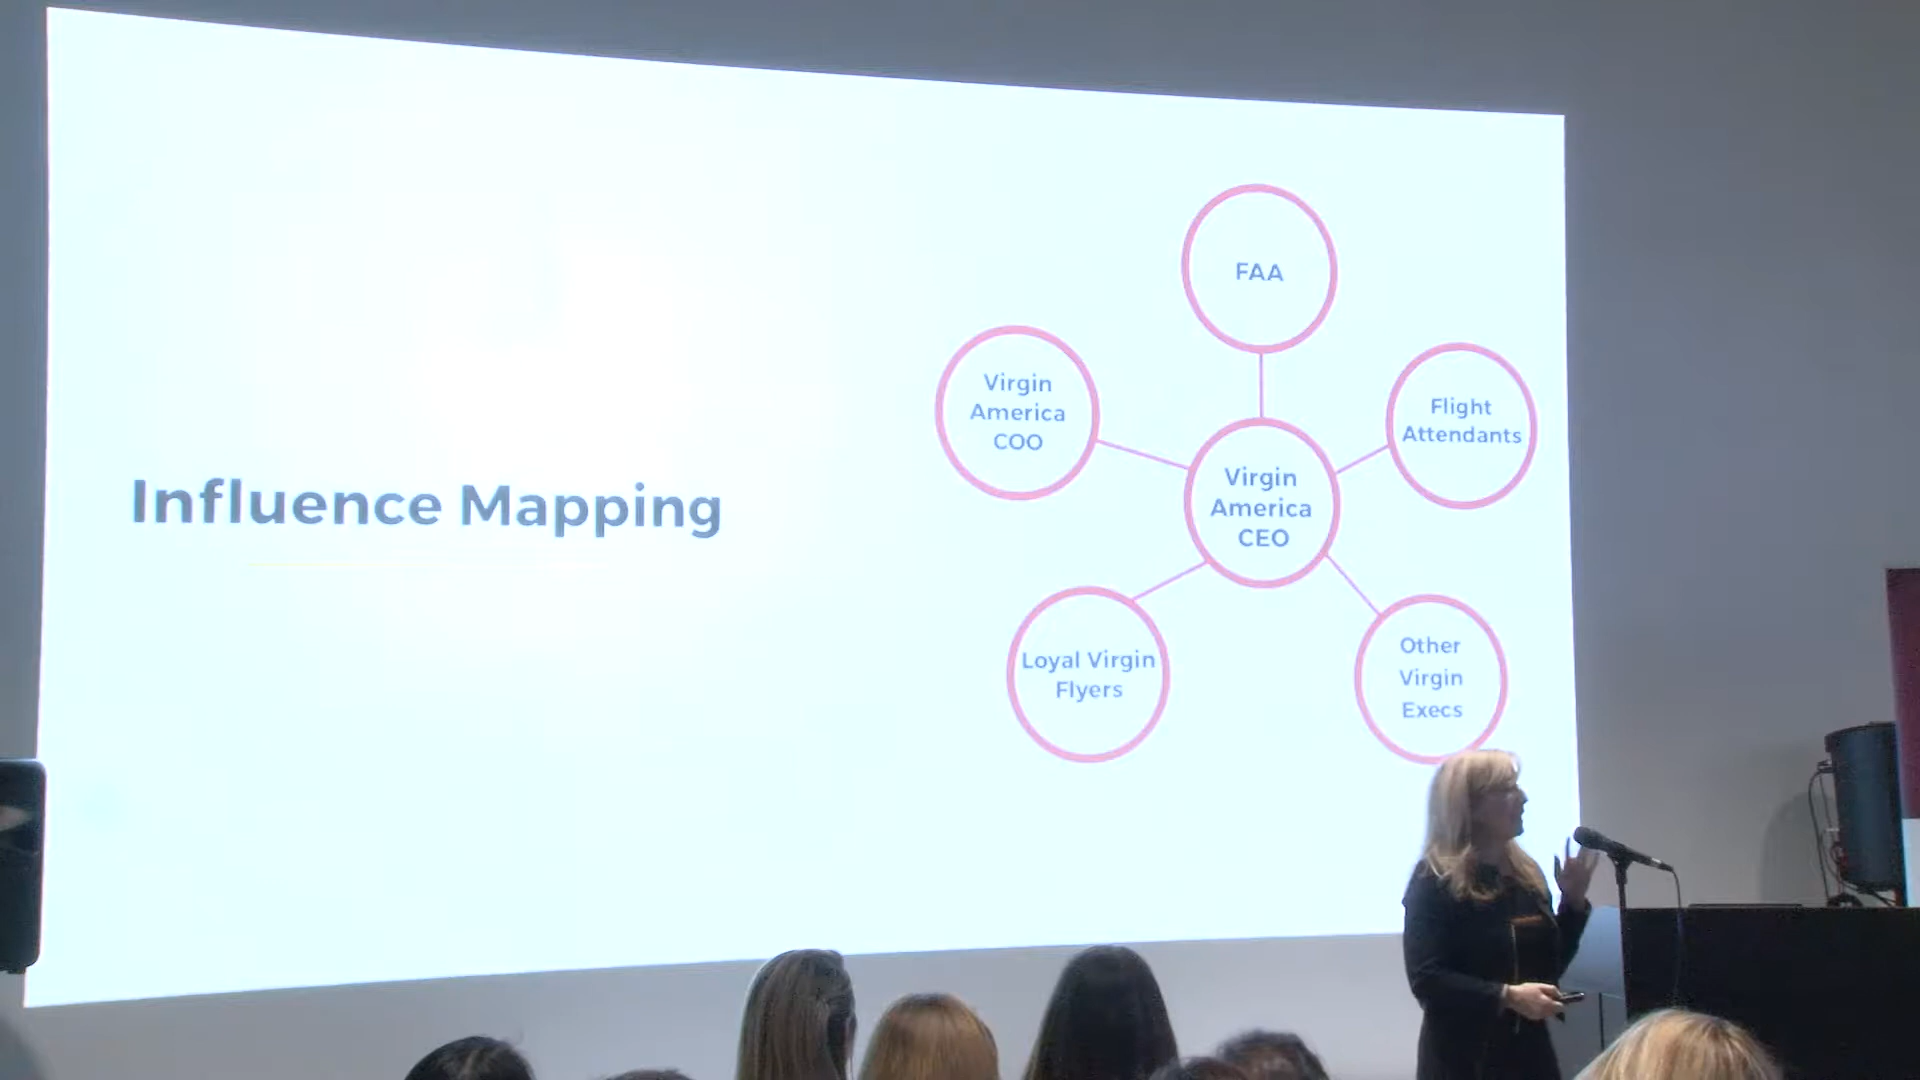 Influence Mapping
FAA
Virgin
America
COO
Flight
Attendants
Virgin
America
CEO
Loyal Virgin
Flyers
Other
Virgin
Execs